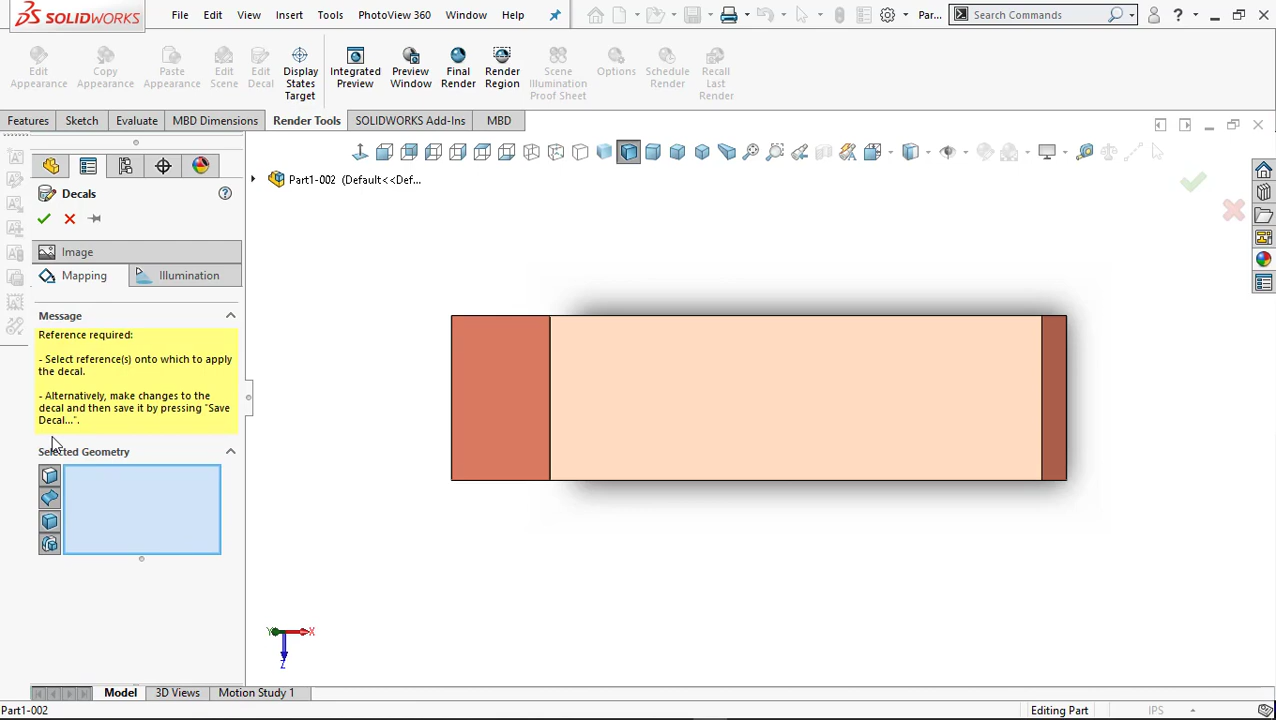 SOLIDWORKS
File Edit View Insert Tools PhotoView 360 Window Help
Par...
Search Commands
Edit Appearance
Copy Appearance
Paste Appearance
Edit Scene
Edit Decal
Display States Target
Integrated Preview
Preview Window
Final Render
Render Region
Scene Illumination Proof Sheet
Options
Schedule Render
Recall Last Render
Features Sketch Evaluate MBD Dimensions Render Tools SOLIDWORKS Add-Ins MBD
Part1-002 (Default<<Def...
Decals
Image
Mapping Illumination
Message
Reference required:
- Select reference(s) onto which to apply
the decal.
- Alternatively, make changes to the
decal and then save it by pressing "Save
Decal...".
Selected Geometry
Y X
Z
Model 3D Views Motion Study 1
Part1-002 Editing Part IPS